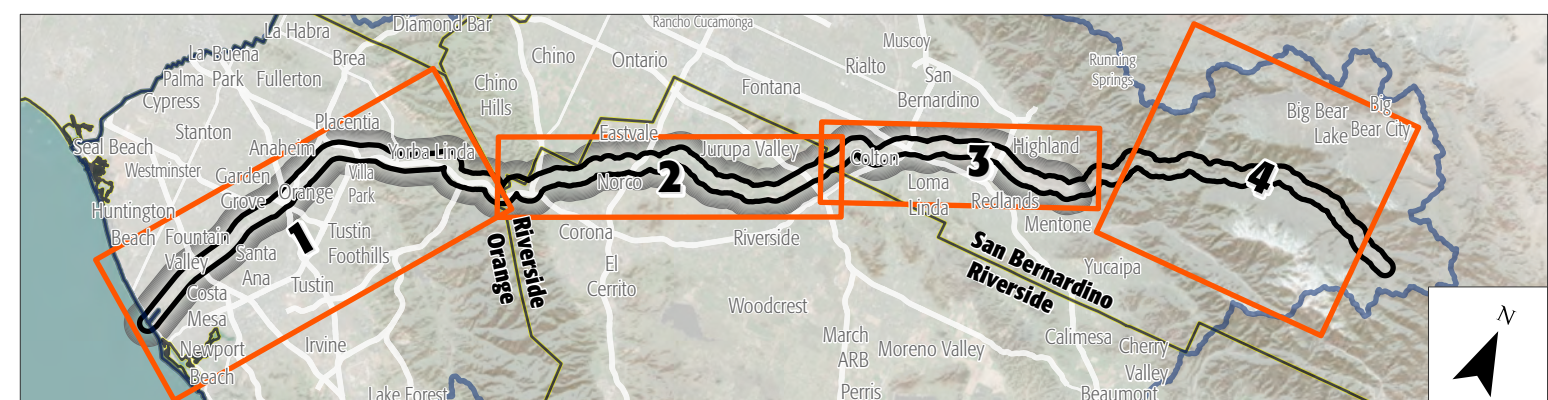 La Habra
Diamond Bar
Rancho Cucamonga
La Buena
Palma Park Fullerton
Brea
Chino
Ontario
Muscoy
Rialto
San
Bernardino
Running
Springs
Cypress
Chino
Hills
Fontana
Big Bear
Lake
Big
Bear City
Stanton
Placentia
Eastvale
Seal Beach
Anaheim
Yorba Linda
Jurupa Valley
Colton
3
Highland
Westminster
Garden
Grove
Orange
Villa
Park
Norco
2
Loma
Linda
Redlands
4
Huntington
Beach
Fountain
Valley
1
Tustin
Foothills
Corona
Riverside
Mentone
Santa
Ana
Orange
Riverside
El
Cerrito
San Bernardino
Riverside
Yucaipa
Costa
Mesa
Tustin
Woodcrest
N
Newport
Beach
Irvine
March
ARB
Moreno Valley
Calimesa
Cherry
Valley
Lake Forest
Perris
Beaumont